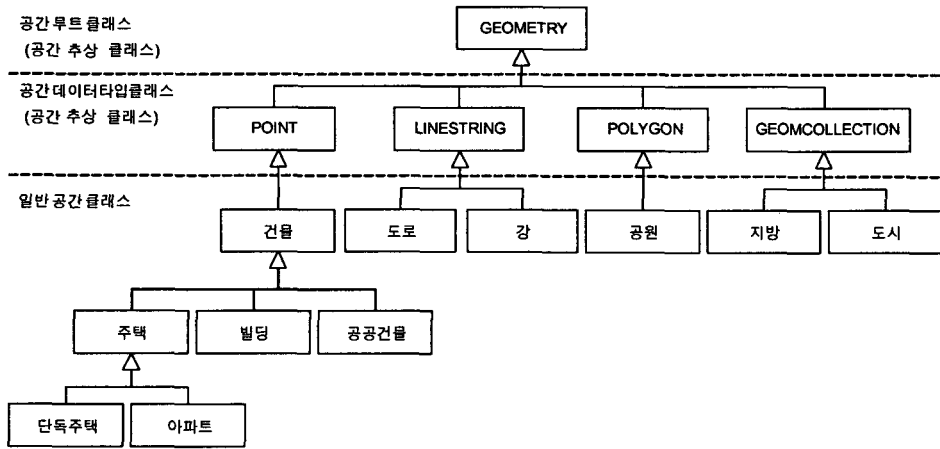 공간루트클래스
(공간 추상 클래스)
GEOMETRY
공간데이터타입클래스
(공간 추상 클래스)
POINT
LINESTRING
POLYGON
GEOMCOLLECTION
일반공간클래스
건물
도로
강
공원
지방
도시
주택
빌딩
공공건물
단독주택
아파트